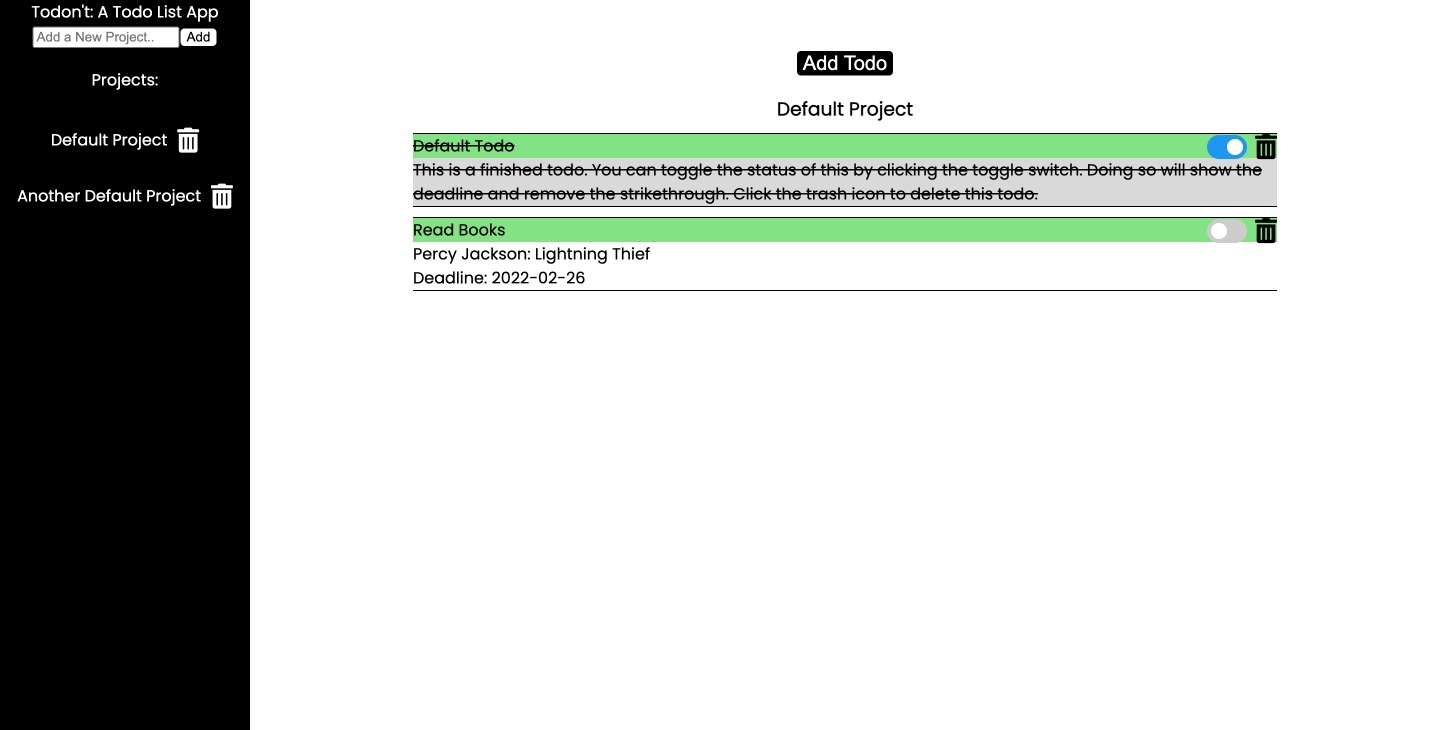 Todon't: A Todo List App
Add a New Project..
Add
Projects:
Default Project
Another Default Project
Add Todo
Default Project
Default Todo
This is a finished todo. You can toggle the status of this by clicking the toggle switch. Doing so will show the
deadline and remove the strikethrough. Click the trash icon to delete this todo.
Read Books
Percy Jackson: Lightning Thief
Deadline: 2022-02-26